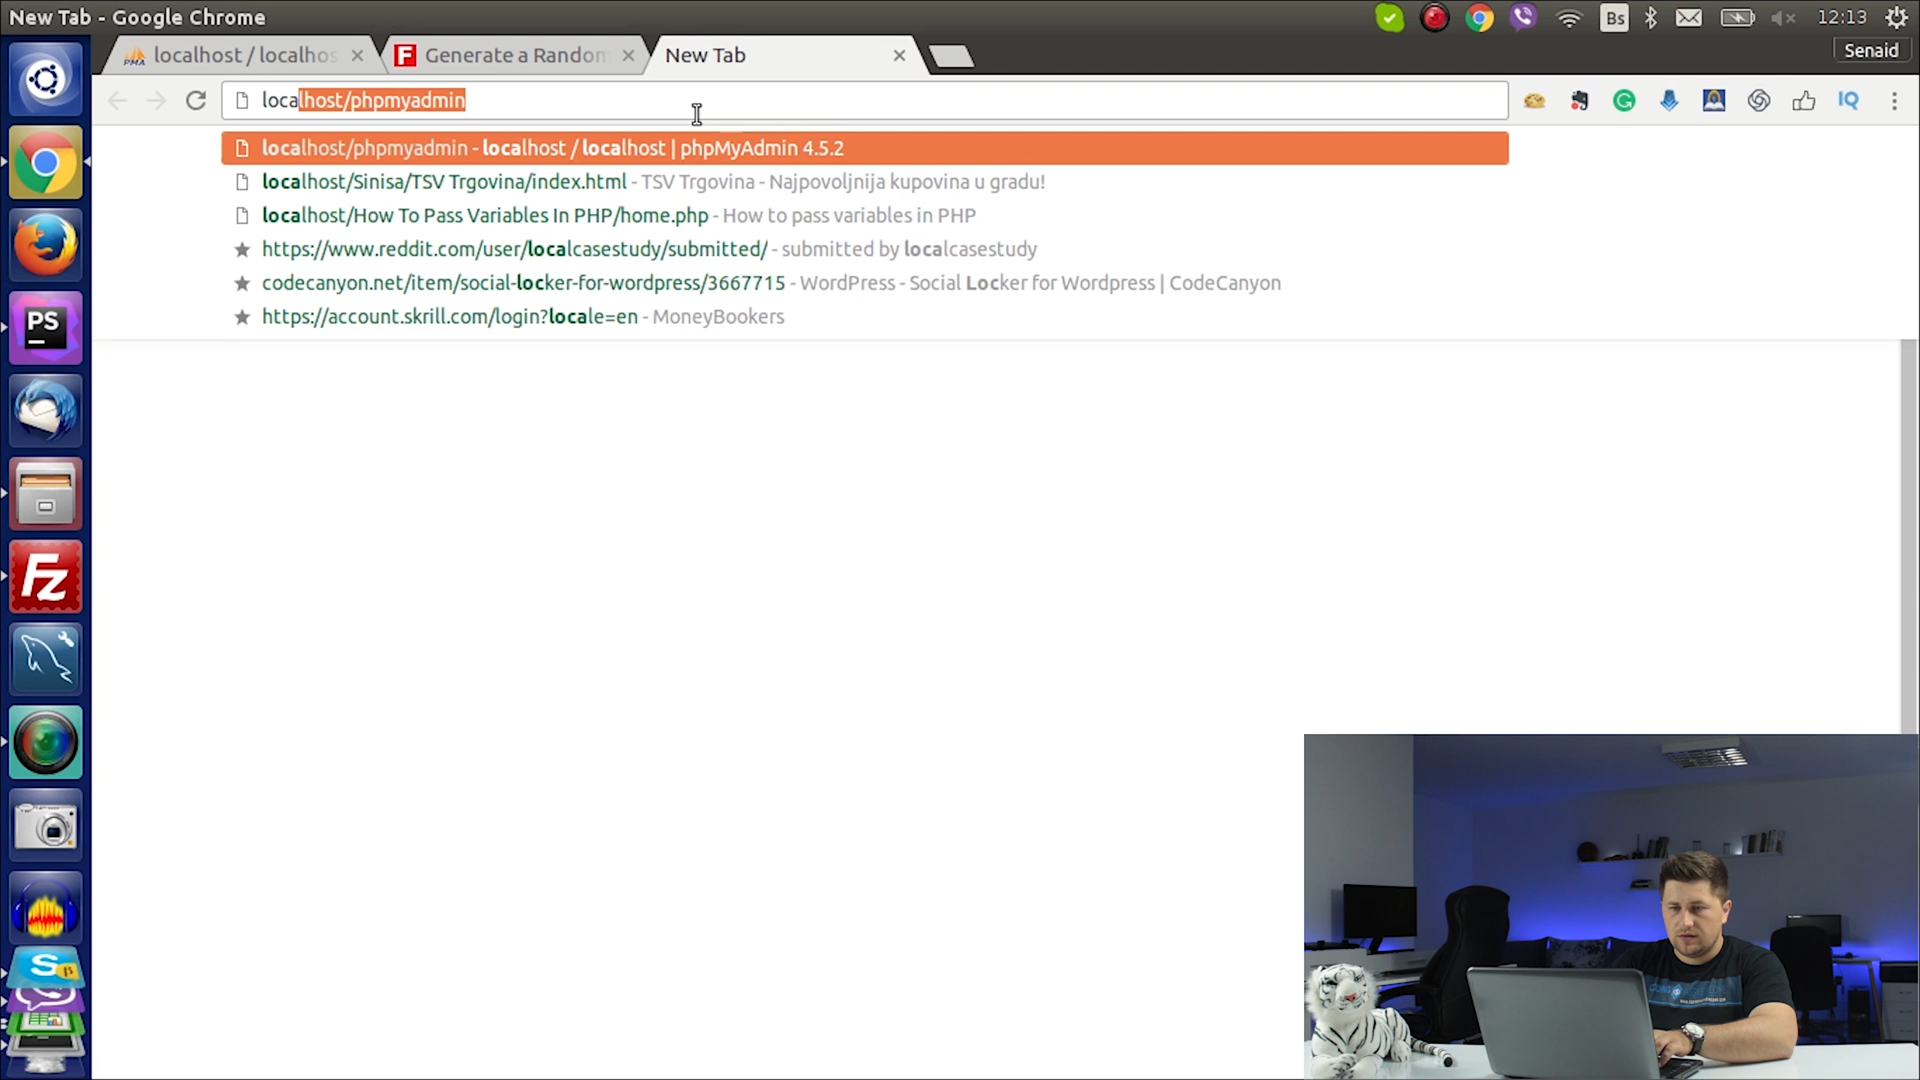 New Tab - Google Chrome
Bs
12:13
localhost / localhos
Generate a Random
New Tab
Senaid
localhost/phpmyadmin
IQ
localhost/phpmyadmin - localhost / localhost | phpMyAdmin 4.5.2
localhost/Sinisa/TSV Trgovina/index.html - TSV Trgovina - Najpovoljnija kupovina u gradu!
localhost/How To Pass Variables In PHP/home.php - How to pass variables in PHP
https://www.reddit.com/user/localcasestudy/submitted/ - submitted by localcasestudy
codecanyon.net/item/social-locker-for-wordpress/3667715 - WordPress - Social Locker for Wordpress | CodeCanyon
https://account.skrill.com/login?locale=en - MoneyBookers
PMA
F
PS
Fz
S